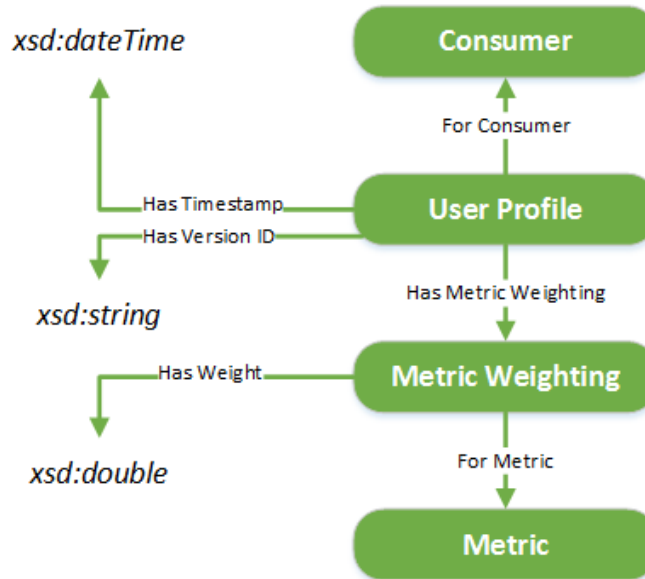 xsd:dateTime
Consumer
For Consumer
Has Timestamp
User Profile
Has Version ID
Has Metric Weighting
xsd:string
Has Weight
Metric Weighting
For Metric
xsd:double
Metric